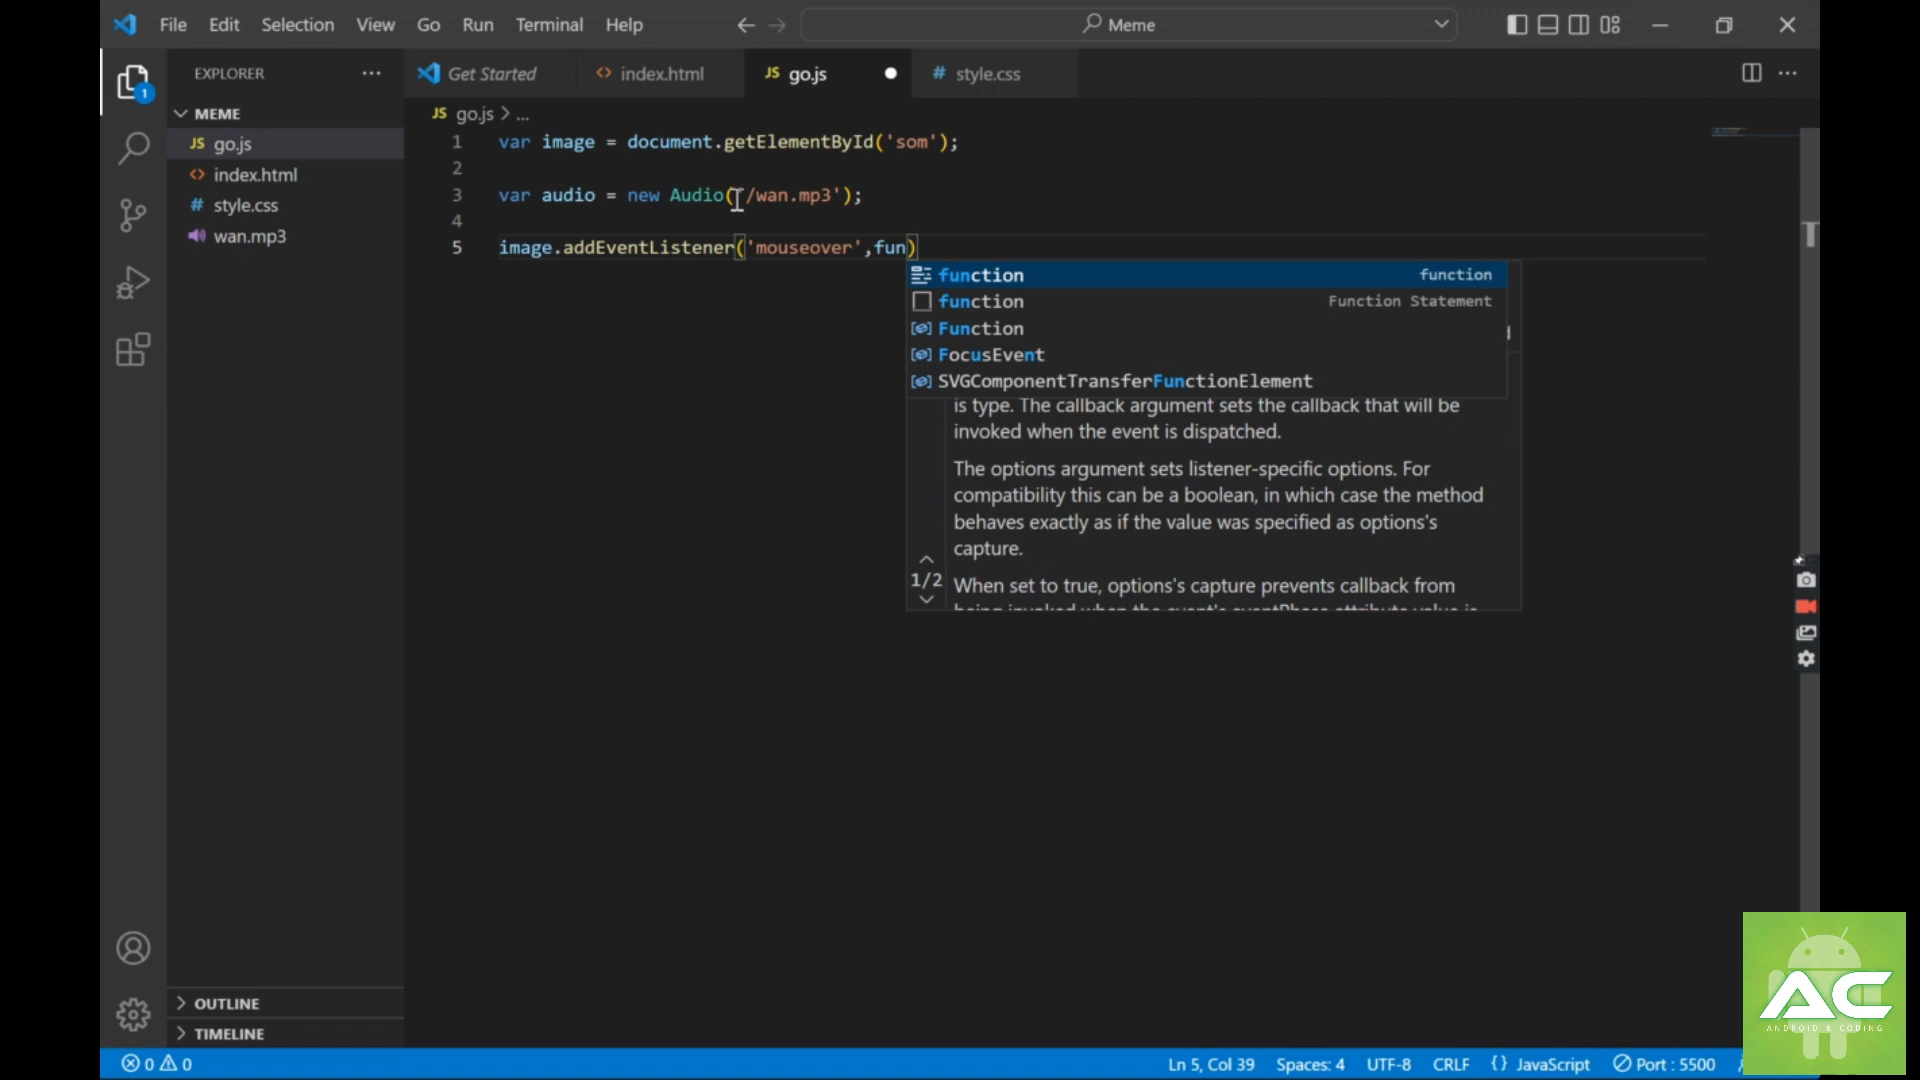 File Edit Selection View Go Run Terminal Help
Meme
EXPLORER
Get Started
index.html
JS go.js
# style.css
1
MEME
JS go.js
<> index.html
# style.css
wan.mp3
JS go.js > ...
1 var image = document.getElementById('som');
2
3 var audio = new Audio('/wan.mp3');
4
5 image.addEventListener('mouseover',fun)
function function
function Function Statement
Function
FocusEvent
SVGComponentTransferFunctionElement
is type. The callback argument sets the callback that will be
invoked when the event is dispatched.
The options argument sets listener-specific options. For
compatibility this can be a boolean, in which case the method
behaves exactly as if the value was specified as options's
capture.
1/2
When set to true, options's capture prevents callback from
OUTLINE
TIMELINE
0 0
Ln 5, Col 39 Spaces: 4 UTF-8 CRLF {} JavaScript Port : 5500
AC
ANDROID & CODING